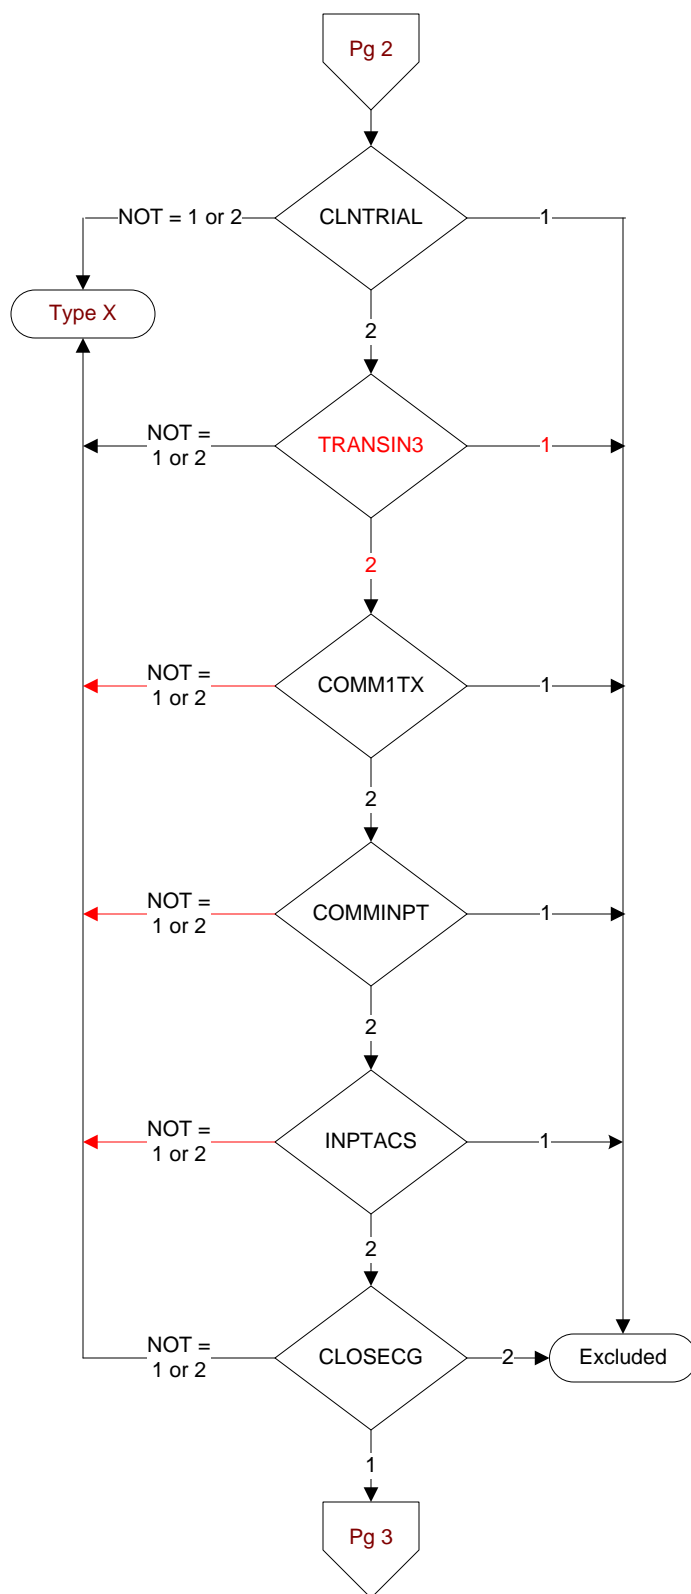 Pg 2
NOT = 1 or 2
CLNTRIAL
1
Type X
2
NOT =
1 or 2
TRANSIN3
1
2
NOT =
1 or 2
COMM1TX
1
2
NOT =
1 or 2
COMMINPT
1
2
NOT =
1 or 2
INPTACS
1
2
NOT =
1 or 2
CLOSECG
2
Excluded
1
Pg 3